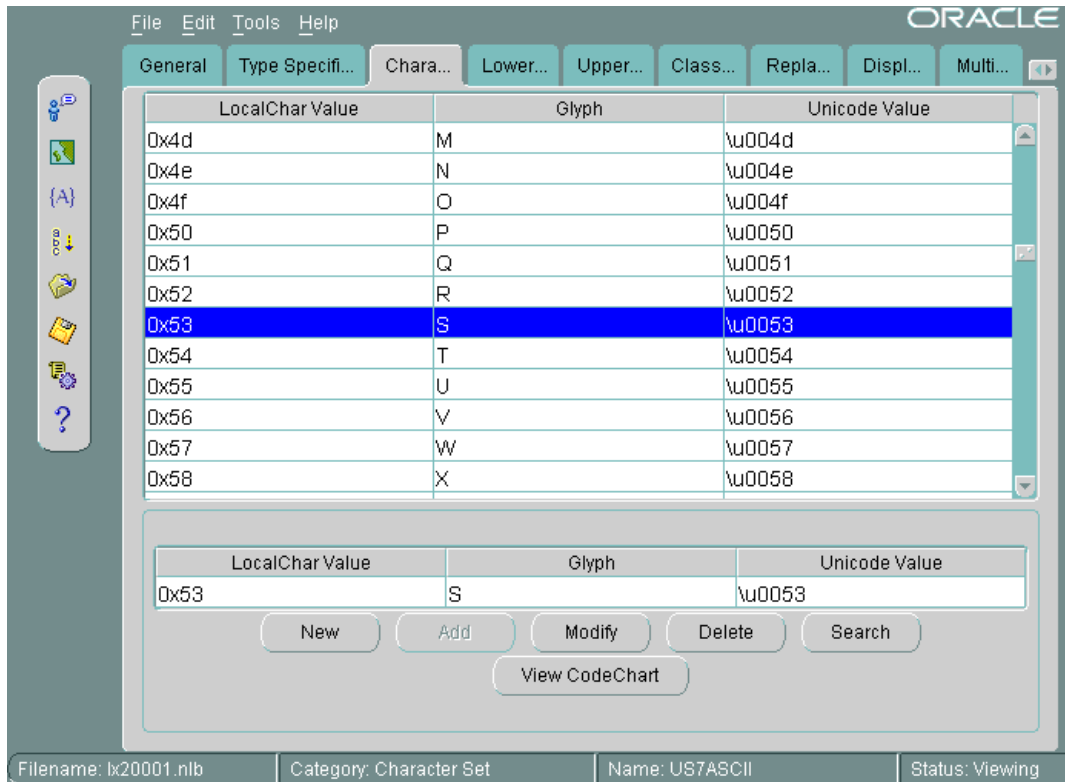 File Edit Tools Help
ORACLE
General Type Specifi... Chara... Lower... Upper... Class... Repla... Displ... Multi...
LocalChar Value Glyph Unicode Value
0x4d M \u004d
0x4e N \u004e
0x4f O \u004f
0x50 P \u0050
0x51 Q \u0051
0x52 R \u0052
0x53 S \u0053
0x54 T \u0054
0x55 U \u0055
0x56 V \u0056
0x57 W \u0057
0x58 X \u0058
{A}
a
b
c
?
LocalChar Value Glyph Unicode Value
0x53 S \u0053
New Add Modify Delete Search
View CodeChart
Filename: lx20001.nlb Category: Character Set Name: US7ASCII Status: Viewing